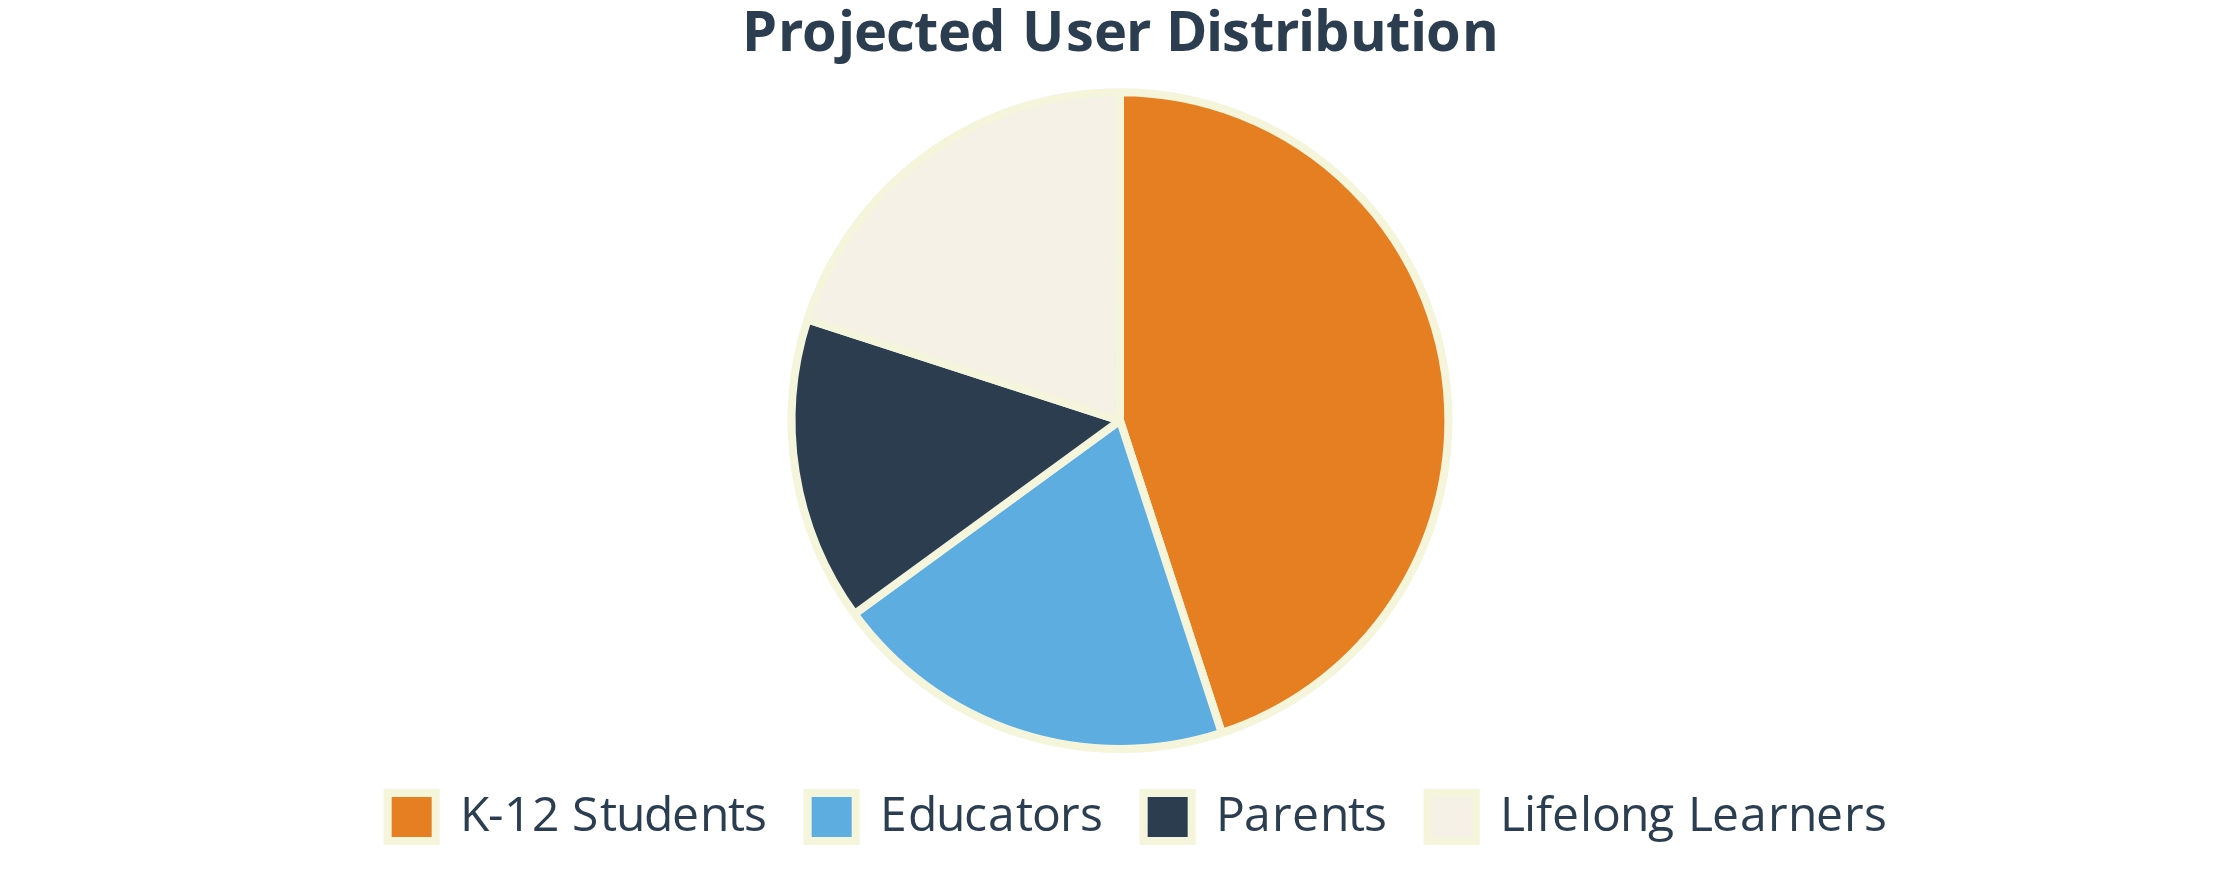 Projected User Distribution
K-12 Students Educators Parents Lifelong Learners